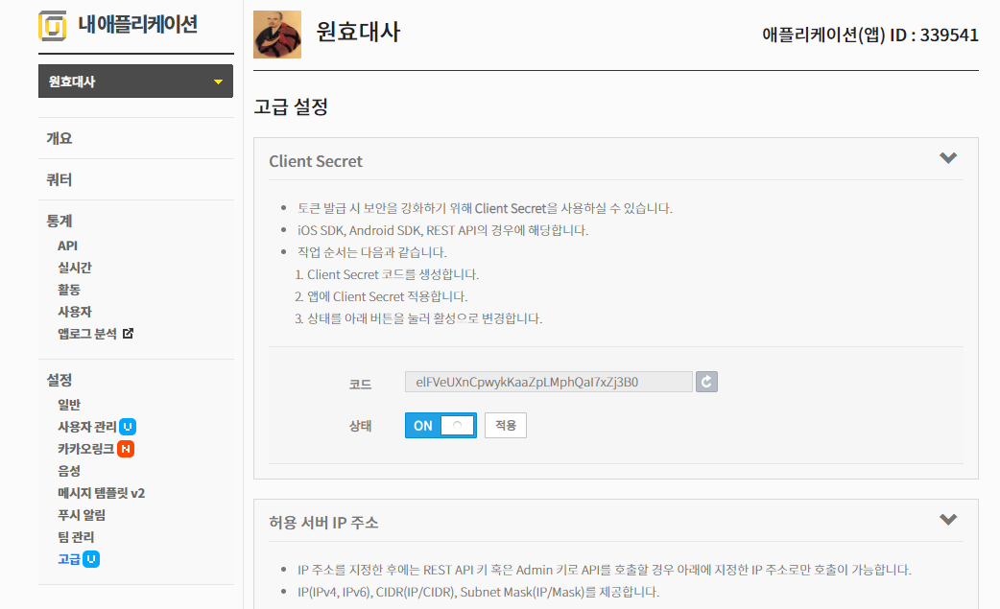 내 애플리케이션
원효대사
개요
쿼터
통계
API
실시간
활동
사용자
앱로그 분석
설정
일반
사용자 관리 U
카카오링크 N
음성
메시지 템플릿 v2
푸시 알림
팀 관리
고급 U
원효대사
애플리케이션(앱) ID : 339541
고급 설정
Client Secret
토큰 발급 시 보안을 강화하기 위해 Client Secret을 사용하실 수 있습니다.
iOS SDK, Android SDK, REST API의 경우에 해당합니다.
작업 순서는 다음과 같습니다.
1. Client Secret 코드를 생성합니다.
2. 앱에 Client Secret 적용합니다.
3. 상태를 아래 버튼을 눌러 활성으로 변경합니다.
코드 elFVeUXnCpwykKaaZpLMphQaI7xZj3B0
상태 ON 적용
허용 서버 IP 주소
IP 주소를 지정한 후에는 REST API 키 혹은 Admin 키로 API를 호출할 경우 아래에 지정한 IP 주소로만 호출이 가능합니다.
IP(IPv4, IPv6), CIDR(IP/CIDR), Subnet Mask(IP/Mask)를 제공합니다.